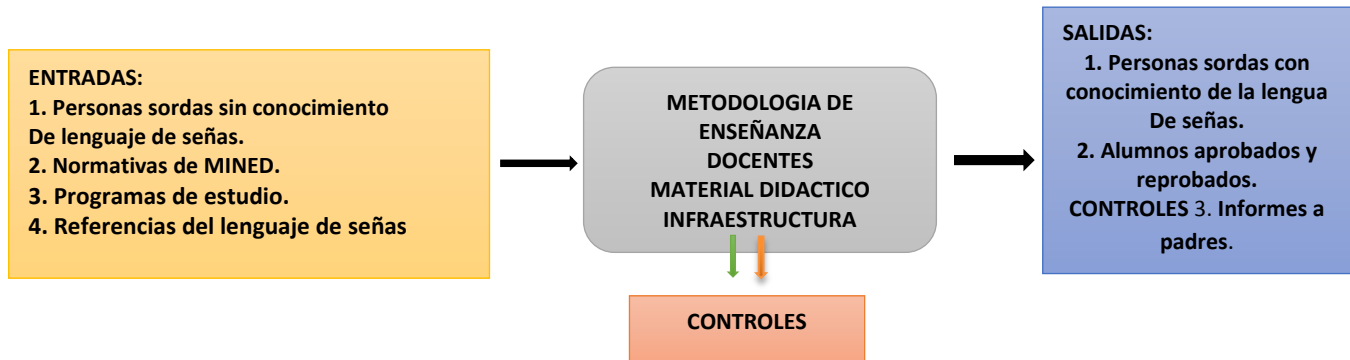 ENTRADAS:
1. Personas sordas sin conocimiento
De lenguaje de señas.
2. Normativas de MINED.
3. Programas de estudio.
4. Referencias del lenguaje de señas
METODOLOGIA DE
ENSEÑANZA
DOCENTES
MATERIAL DIDACTICO
INFRAESTRUCTURA
CONTROLES
SALIDAS:
1. Personas sordas con
conocimiento de la lengua
De señas.
2. Alumnos aprobados y
reprobados.
CONTROLES 3. Informes a
padres.